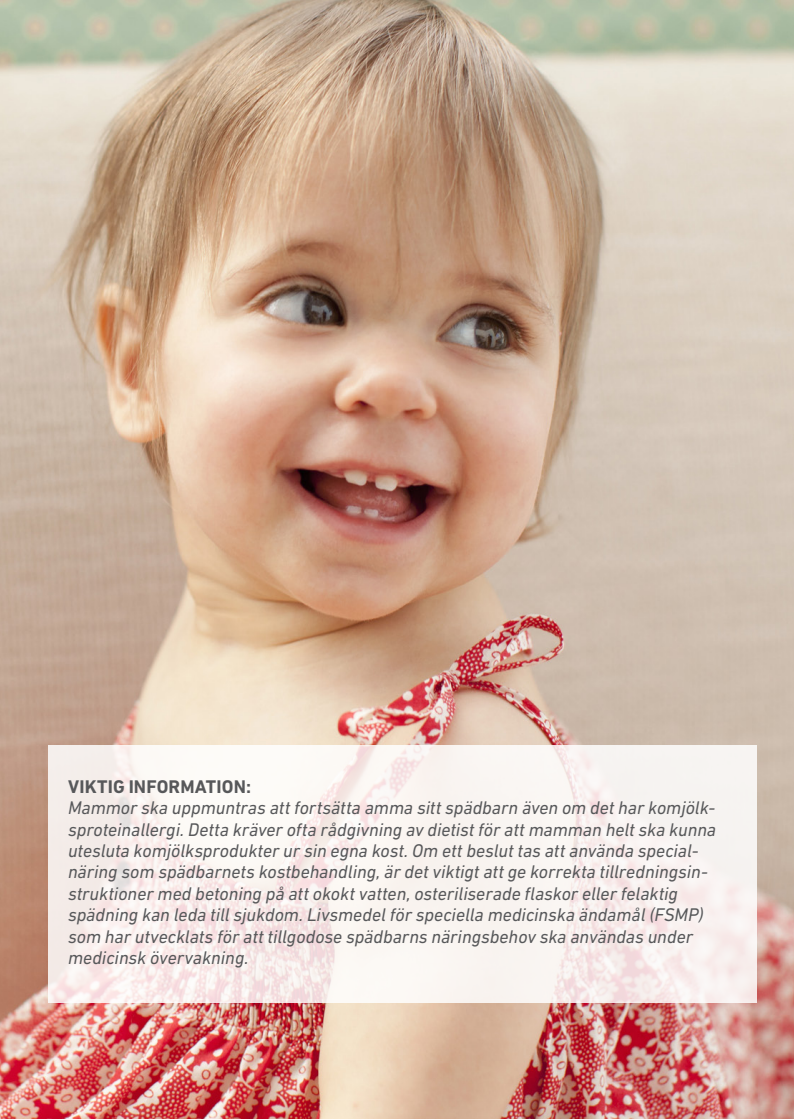 VIKTIG INFORMATION:
Mammor ska uppmuntras att fortsätta amma sitt spädbarn även om det har komjölk-
sproteinallergi. Detta kräver ofta rådgivning av dietist för att mamman helt ska kunna
utesluta komjölksprodukter ur sin egna kost. Om ett beslut tas att använda special-
näring som spädbarnets kostbehandling, är det viktigt att ge korrekta tillredningsin-
struktioner med betoning på att okokt vatten, osteriliserade flaskor eller felaktig
spädning kan leda till sjukdom. Livsmedel för speciella medicinska ändamål (FSMP)
som har utvecklats för att tillgodose spädbarns näringsbehov ska användas under
medicinsk övervakning.